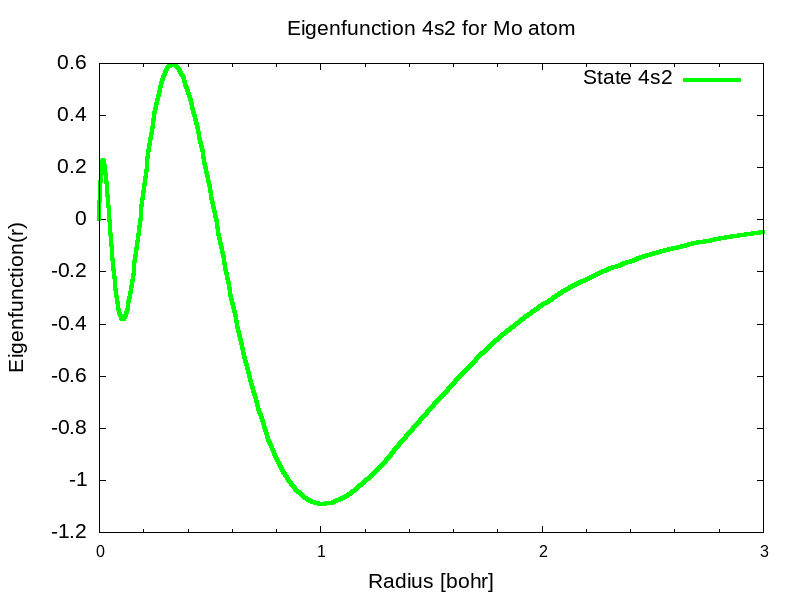 Eigenfunction 4s2 for Mo atom
State 4s2
0.6
0.4
0.2
0
-0.2
-0.4
-0.6
-0.8
-1
-1.2
Eigenfunction(r)
0 1 2 3
Radius [bohr]